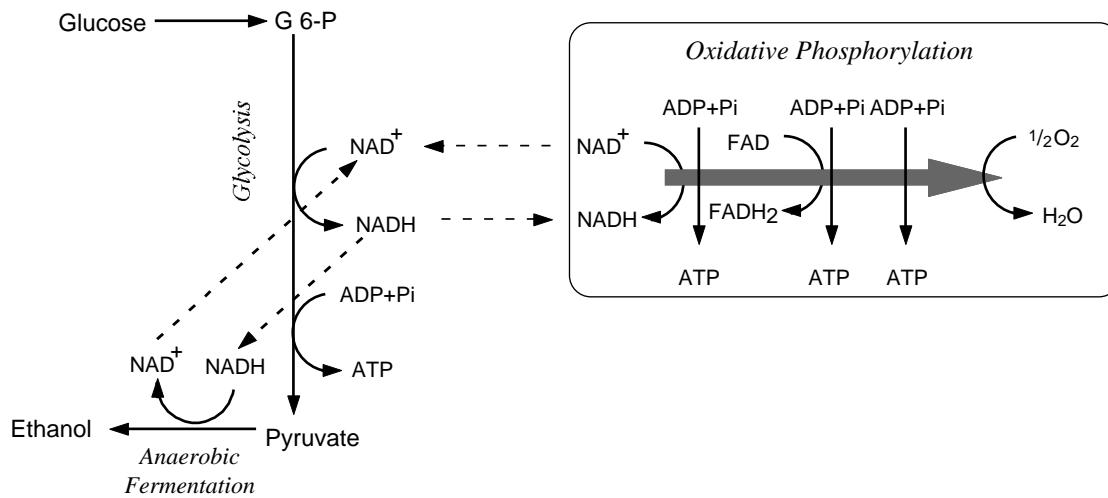 Glucose
G 6-P
Oxidative Phosphorylation
Glycolysis
ADP+Pi
ADP+Pi
ADP+Pi
NAD+
NAD+
FAD
1/2O2
NADH
NADH
FADH2
H2O
ATP
ATP
ATP
ADP+Pi
NAD+
NADH
ATP
Ethanol
Pyruvate
Anaerobic
Fermentation